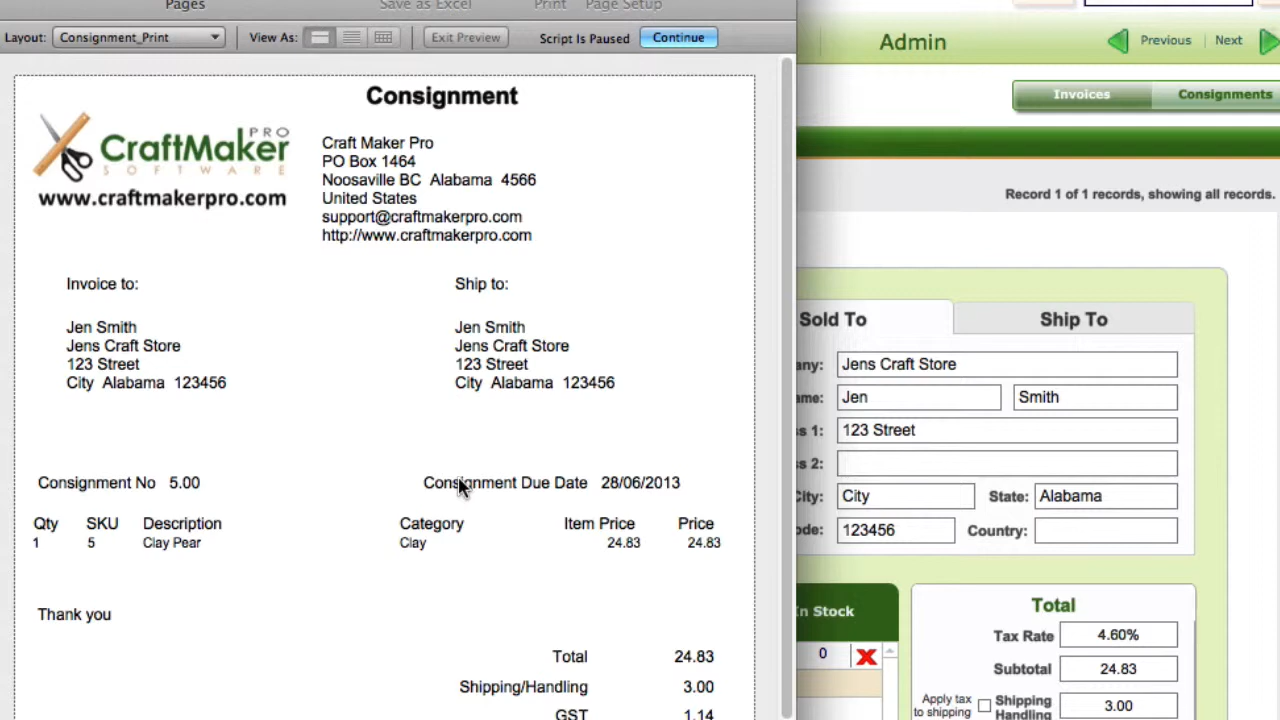 Pages
Save as Excel
Print
Page Setup
Layout: Consignment_Print
View As:
Exit Preview
Script Is Paused
Continue
Consignment
CraftMaker PRO
SOFTWARE
www.craftmakerpro.com
Craft Maker Pro
PO Box 1464
Noosaville BC Alabama 4566
United States
support@craftmakerpro.com
http://www.craftmakerpro.com
Invoice to:
Jen Smith
Jens Craft Store
123 Street
City Alabama 123456
Ship to:
Jen Smith
Jens Craft Store
123 Street
City Alabama 123456
Consignment No 5.00
Consignment Due Date 28/06/2013
Qty SKU Description Category Item Price Price
1 5 Clay Pear Clay 24.83 24.83
Thank you
Total 24.83
Shipping/Handling 3.00
GST 1.14
Admin
Previous
Next
Invoices
Consignments
Record 1 of 1 records, showing all records.
Sold To
Ship To
any: Jens Craft Store
ame: Jen Smith
s 1: 123 Street
s 2:
City: City State: Alabama
ode: 123456 Country:
In Stock
0
Total
Tax Rate 4.60%
Subtotal 24.83
Apply tax
to shipping
Shipping
Handling
3.00